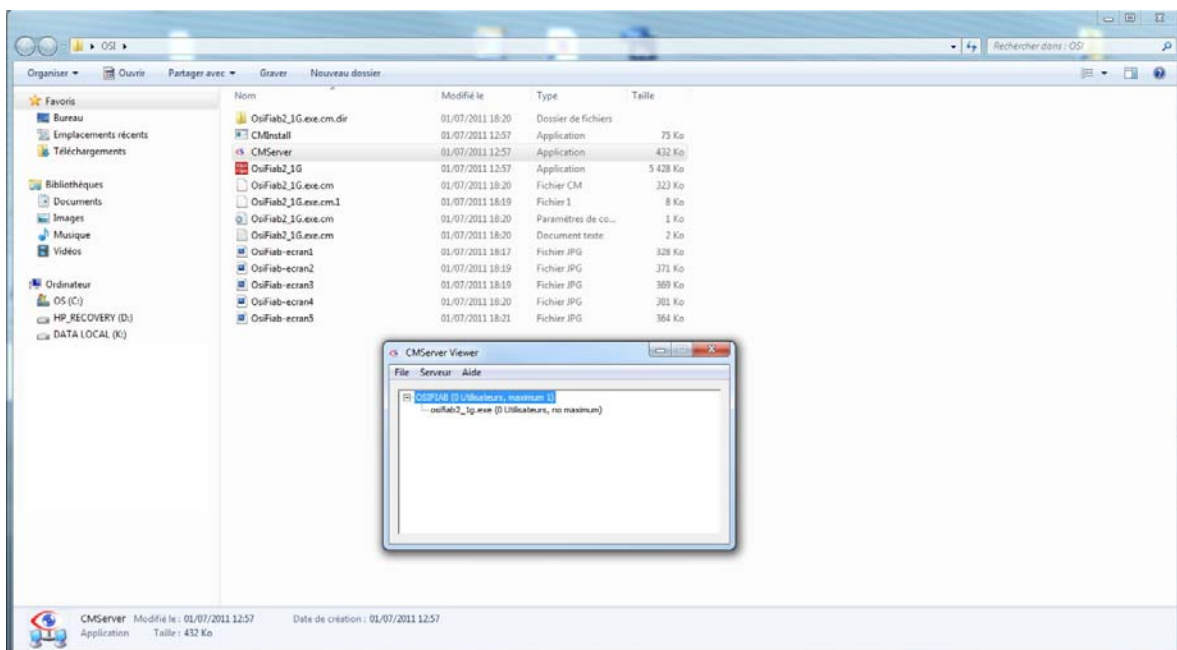 OSI
Rechercher dans : OSI
Organiser Ouvrir Partager avec Graver Nouveau dossier
Favoris
Bureau
Emplacements récents
Téléchargements
Bibliothèques
Documents
Images
Musique
Vidéos
Ordinateur
OS (C:)
HP_RECOVERY (D:)
DATA LOCAL (K:)
Nom Modifié le Type Taille
OsiFiab2_1G.exe.cm.dir 01/07/2011 18:20 Dossier de fichiers
CMInstall 01/07/2011 12:57 Application 75 Ko
CMServer 01/07/2011 12:57 Application 432 Ko
OsiFiab2_1G 01/07/2011 12:57 Application 5 428 Ko
OsiFiab2_1G.exe.cm 01/07/2011 18:20 Fichier CM 323 Ko
OsiFiab2_1G.exe.cm.1 01/07/2011 18:19 Fichier 1 8 Ko
OsiFiab2_1G.exe.cm 01/07/2011 18:20 Paramètres de co... 1 Ko
OsiFiab2_1G.exe.cm 01/07/2011 18:20 Document texte 2 Ko
OsiFiab-ecran1 01/07/2011 18:17 Fichier JPG 328 Ko
OsiFiab-ecran2 01/07/2011 18:19 Fichier JPG 371 Ko
OsiFiab-ecran3 01/07/2011 18:19 Fichier JPG 369 Ko
OsiFiab-ecran4 01/07/2011 18:20 Fichier JPG 381 Ko
OsiFiab-ecran5 01/07/2011 18:21 Fichier JPG 364 Ko
CMServer Viewer
File Serveur Aide
OSIFIAB (0 Utilisateurs, maximum 1)
osifiab2_1g.exe (0 Utilisateurs, no maximum)
CMServer Modifié le : 01/07/2011 12:57 Date de création : 01/07/2011 12:57
Application Taille : 432 Ko